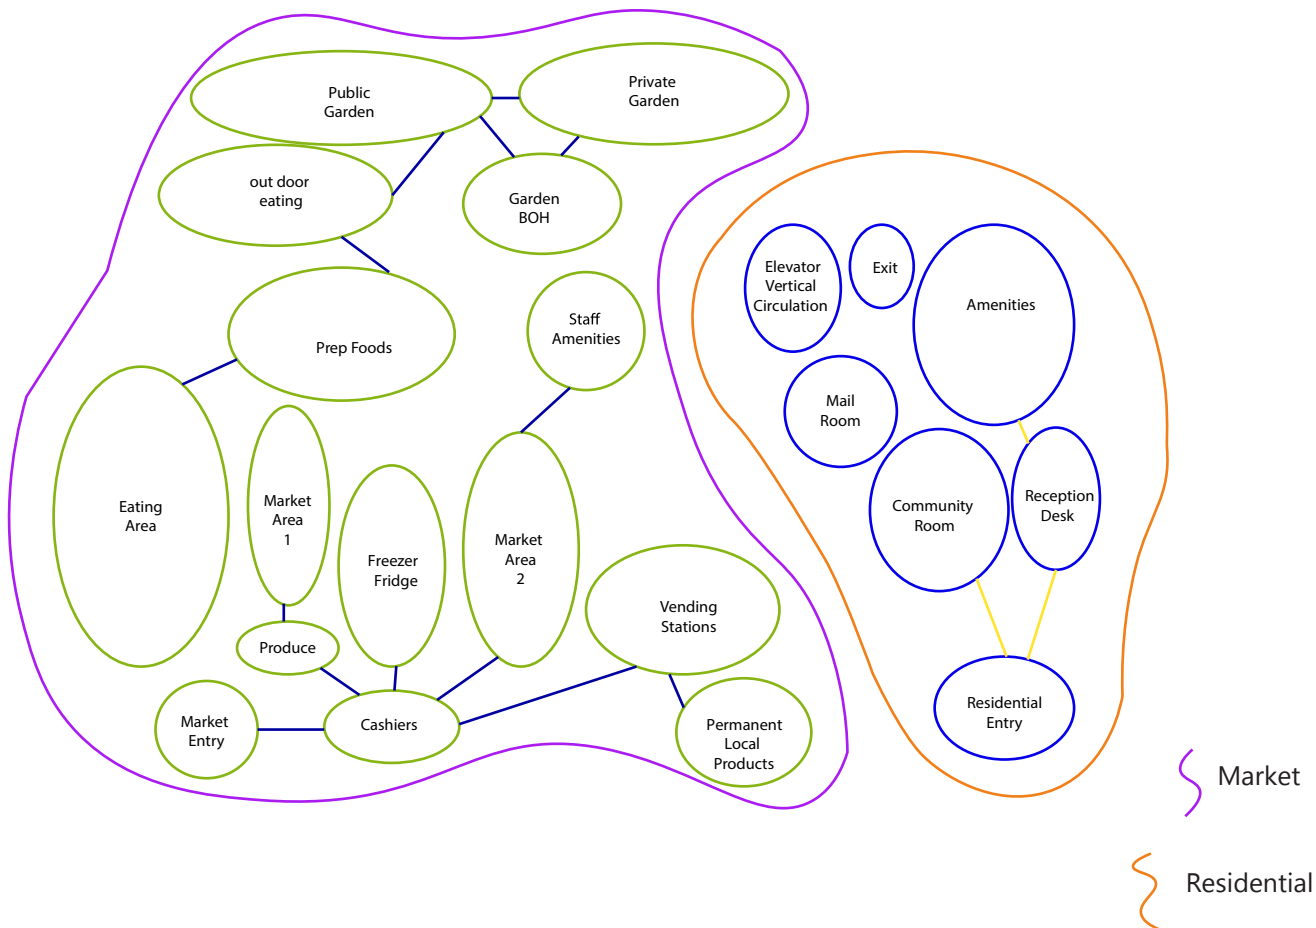 Public
Garden
Private
Garden
out door
eating
Garden
BOH
Prep Foods
Staff
Amenities
Eating
Area
Market
Area
1
Freezer
Fridge
Market
Area
2
Vending
Stations
Produce
Market
Entry
Cashiers
Permanent
Local
Products
Elevator
Vertical
Circulation
Exit
Amenities
Mail
Room
Community
Room
Reception
Desk
Residential
Entry
Market
Residential